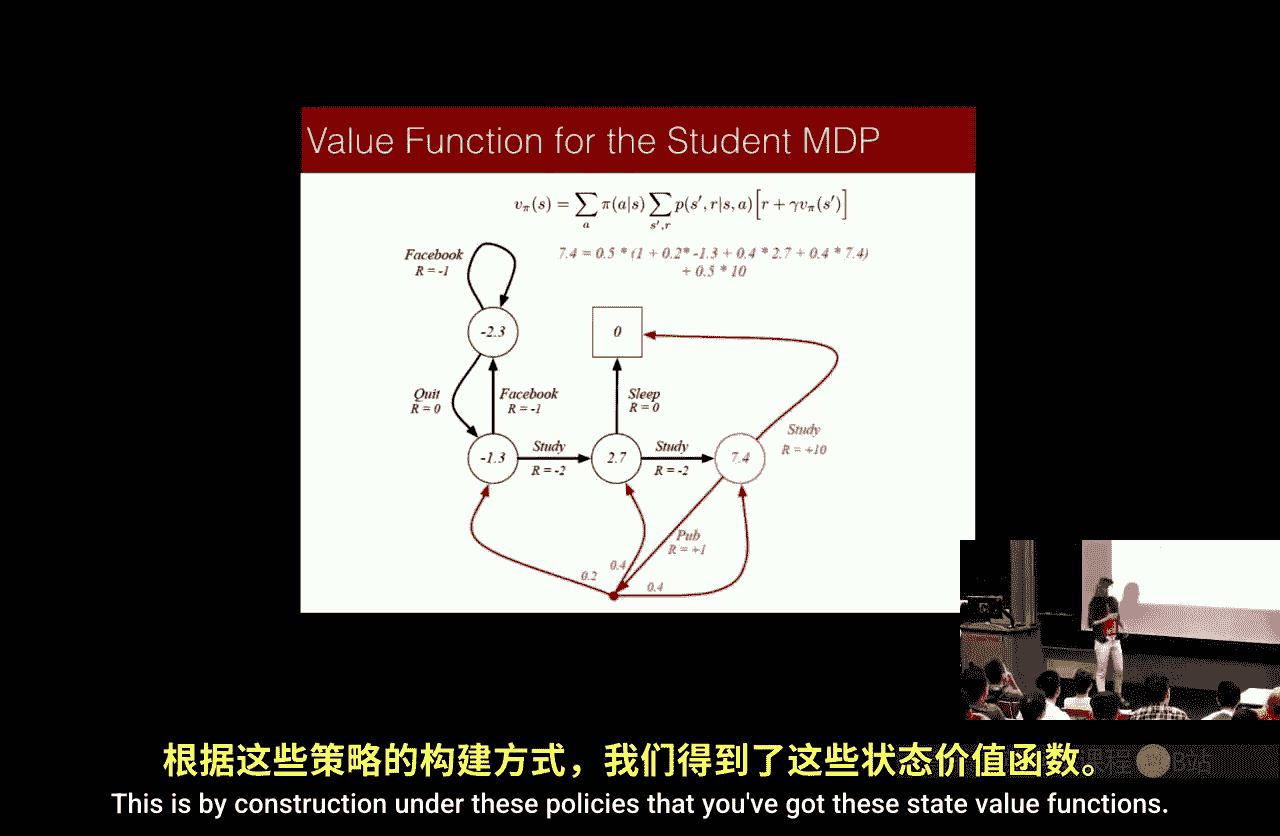 Value Function for the Student MDP
vπ(s) = ∑a π(a|s) ∑s',r p(s', r|s, a)[r + γvπ(s')]
7.4 = 0.5 * (1 + 0.2* -1.3 + 0.4 * 2.7 + 0.4 * 7.4)
+ 0.5 * 10
Facebook
R = -1
-2.3
0
Quit
R = 0
Facebook
R = -1
Sleep
R = 0
Study
R = +10
-1.3
Study
R = -2
2.7
Study
R = -2
7.4
Pub
R = +1
0.2
0.4
0.4
根据这些策略的构建方式，我们得到了这些状态价值函数。
课程
B站
This is by construction under these policies that you've got these state value functions.